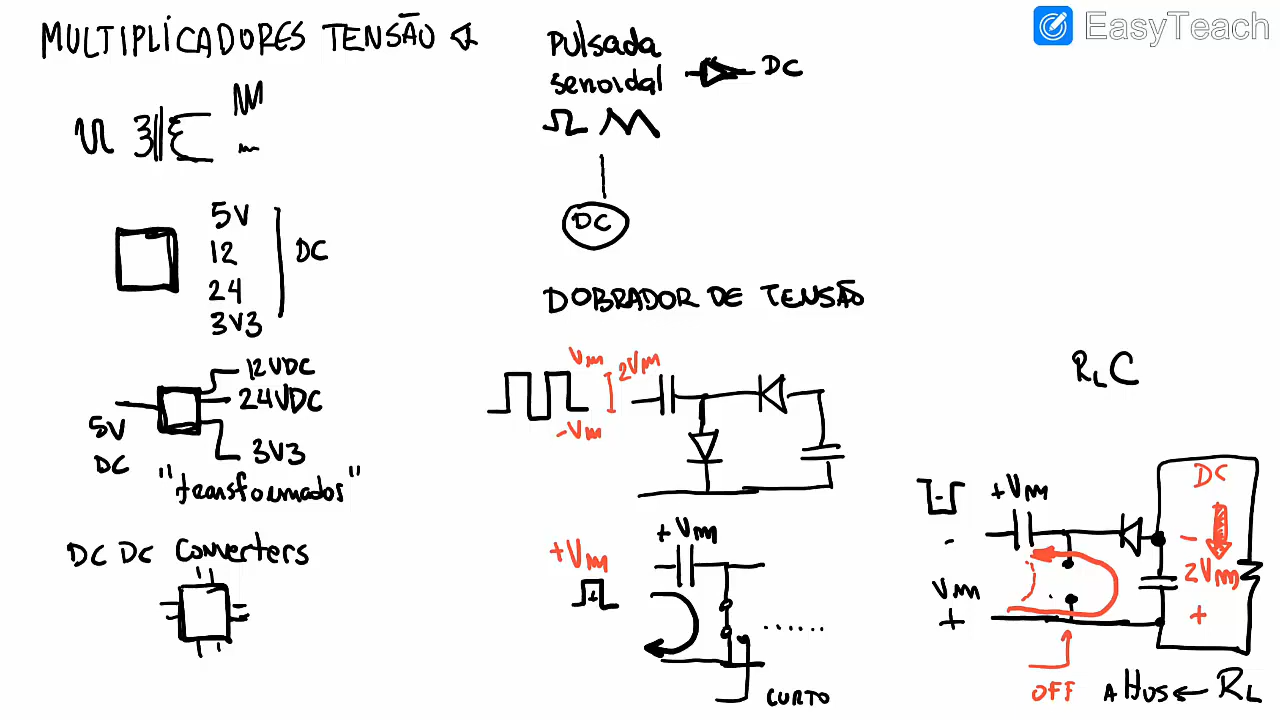 MULTIPLICADORES TENSÃO
Pulsada
senoidal
DC
EasyTeach
DC
5V
12
24
3V3
DC
12VDC
24VDC
3V3
5V
DC
"transformados"
DC DC Converters
DOBRADOR DE TENSÃO
Vm
-Vm
2Vm
+Vm
+Vm
CURTO
RLC
+Vm
-
Vm
+
DC
-
2Vm
+
OFF
RL